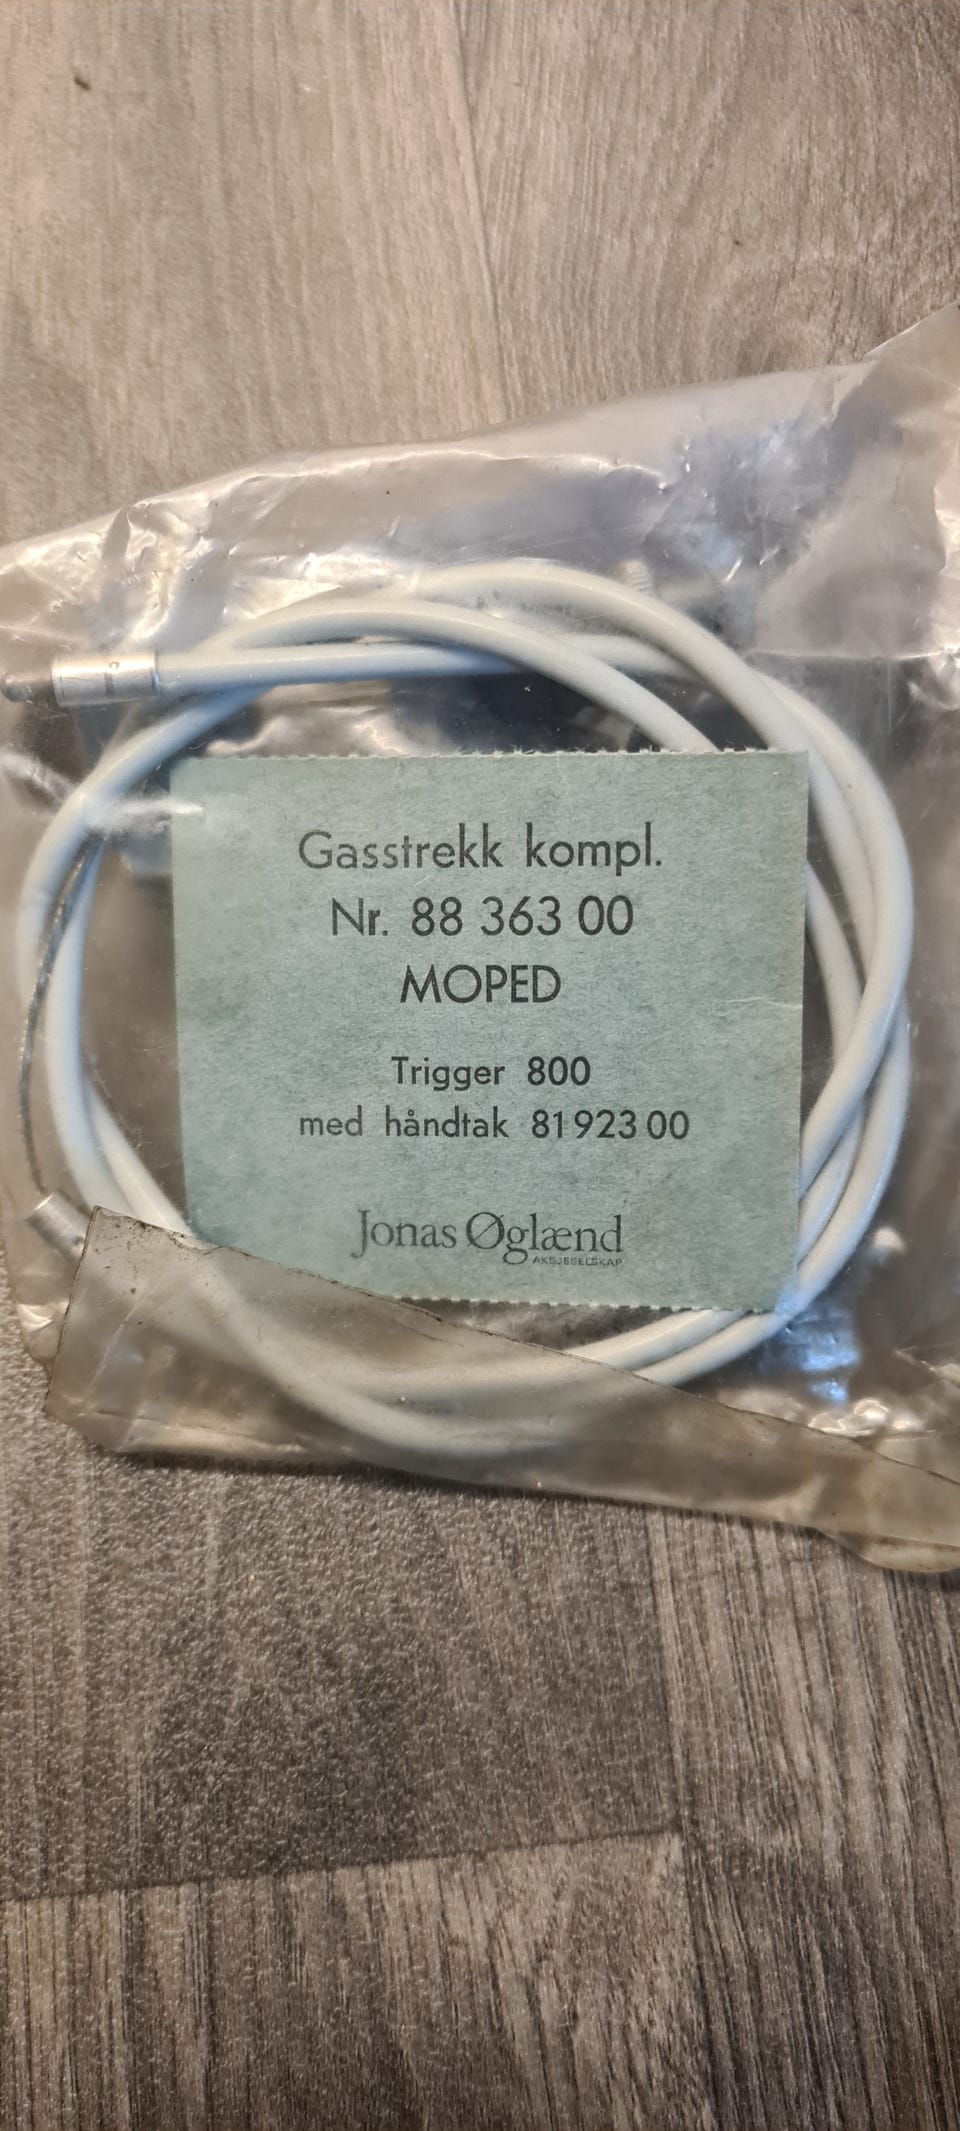 Gasstrekk kompl.
Nr. 88 363 00
MOPED
Trigger 800
med håndtak 81 923 00
Jonas Øglænd
AKSJESELSKAP